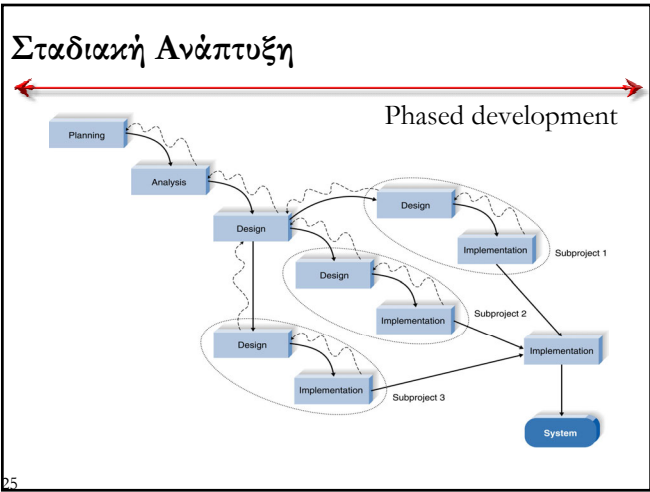 Σταδιακή Ανάπτυξη
Phased development
Planning
Analysis
Design
Design
Implementation
Subproject 1
Design
Implementation
Subproject 2
Design
Implementation
Subproject 3
Implementation
System
25